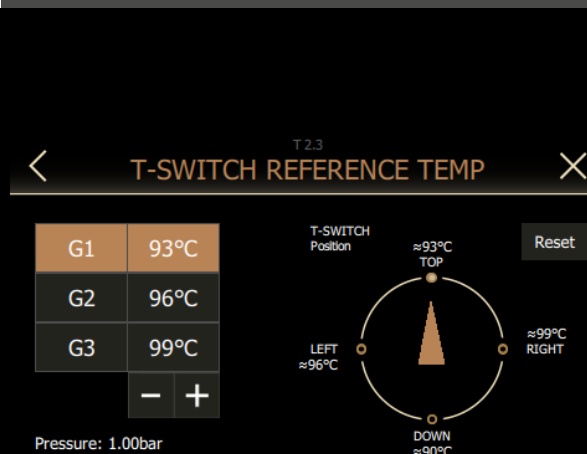 T 2.3
T-SWITCH REFERENCE TEMP
G1 93°C
G2 96°C
G3 99°C
− +
Pressure: 1.00bar
T-SWITCH
Position
≈93°C
TOP
Reset
LEFT
≈96°C
≈99°C
RIGHT
DOWN
≈90°C